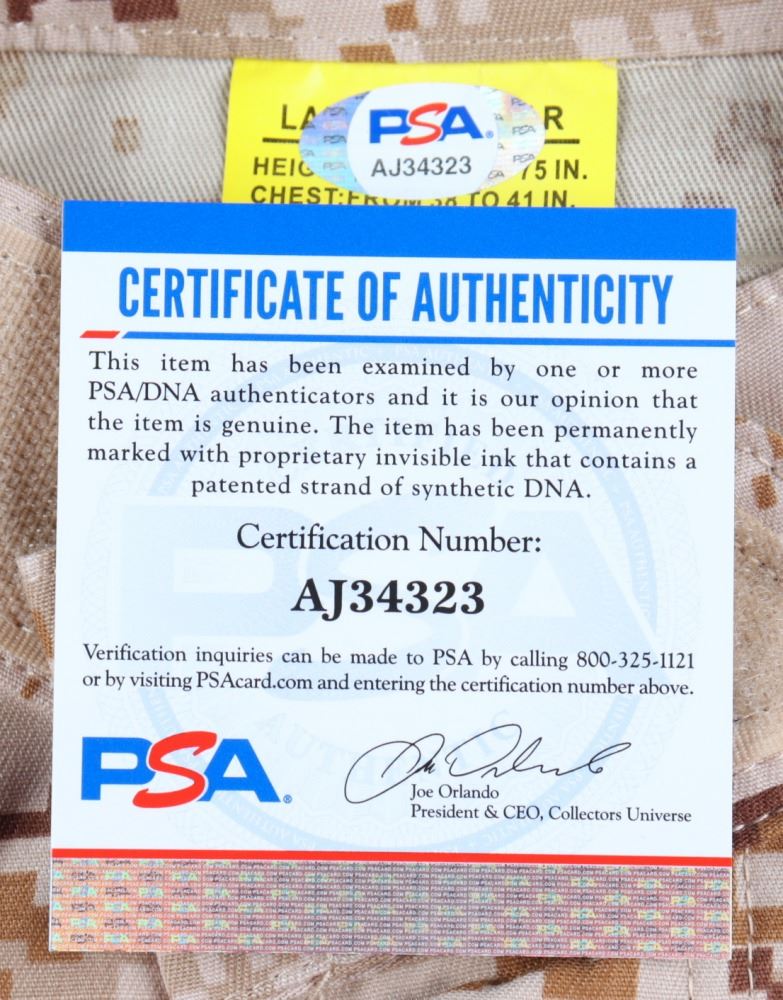 LA R
PSA.
AJ34323
75 IN.
CHEST:FROM 38 TO 41 IN.
CERTIFICATE OF AUTHENTICITY
This item has been examined by one or more
PSA/DNA authenticators and it is our opinion that
the item is genuine. The item has been permanently
marked with proprietary invisible ink that contains a
patented strand of synthetic DNA.
Certification Number:
AJ34323
Verification inquiries can be made to PSA by calling 800-325-1121
or by visiting PSAcard.com and entering the certification number above.
PSA®
Joe Orlando
President & CEO, Collectors Universe